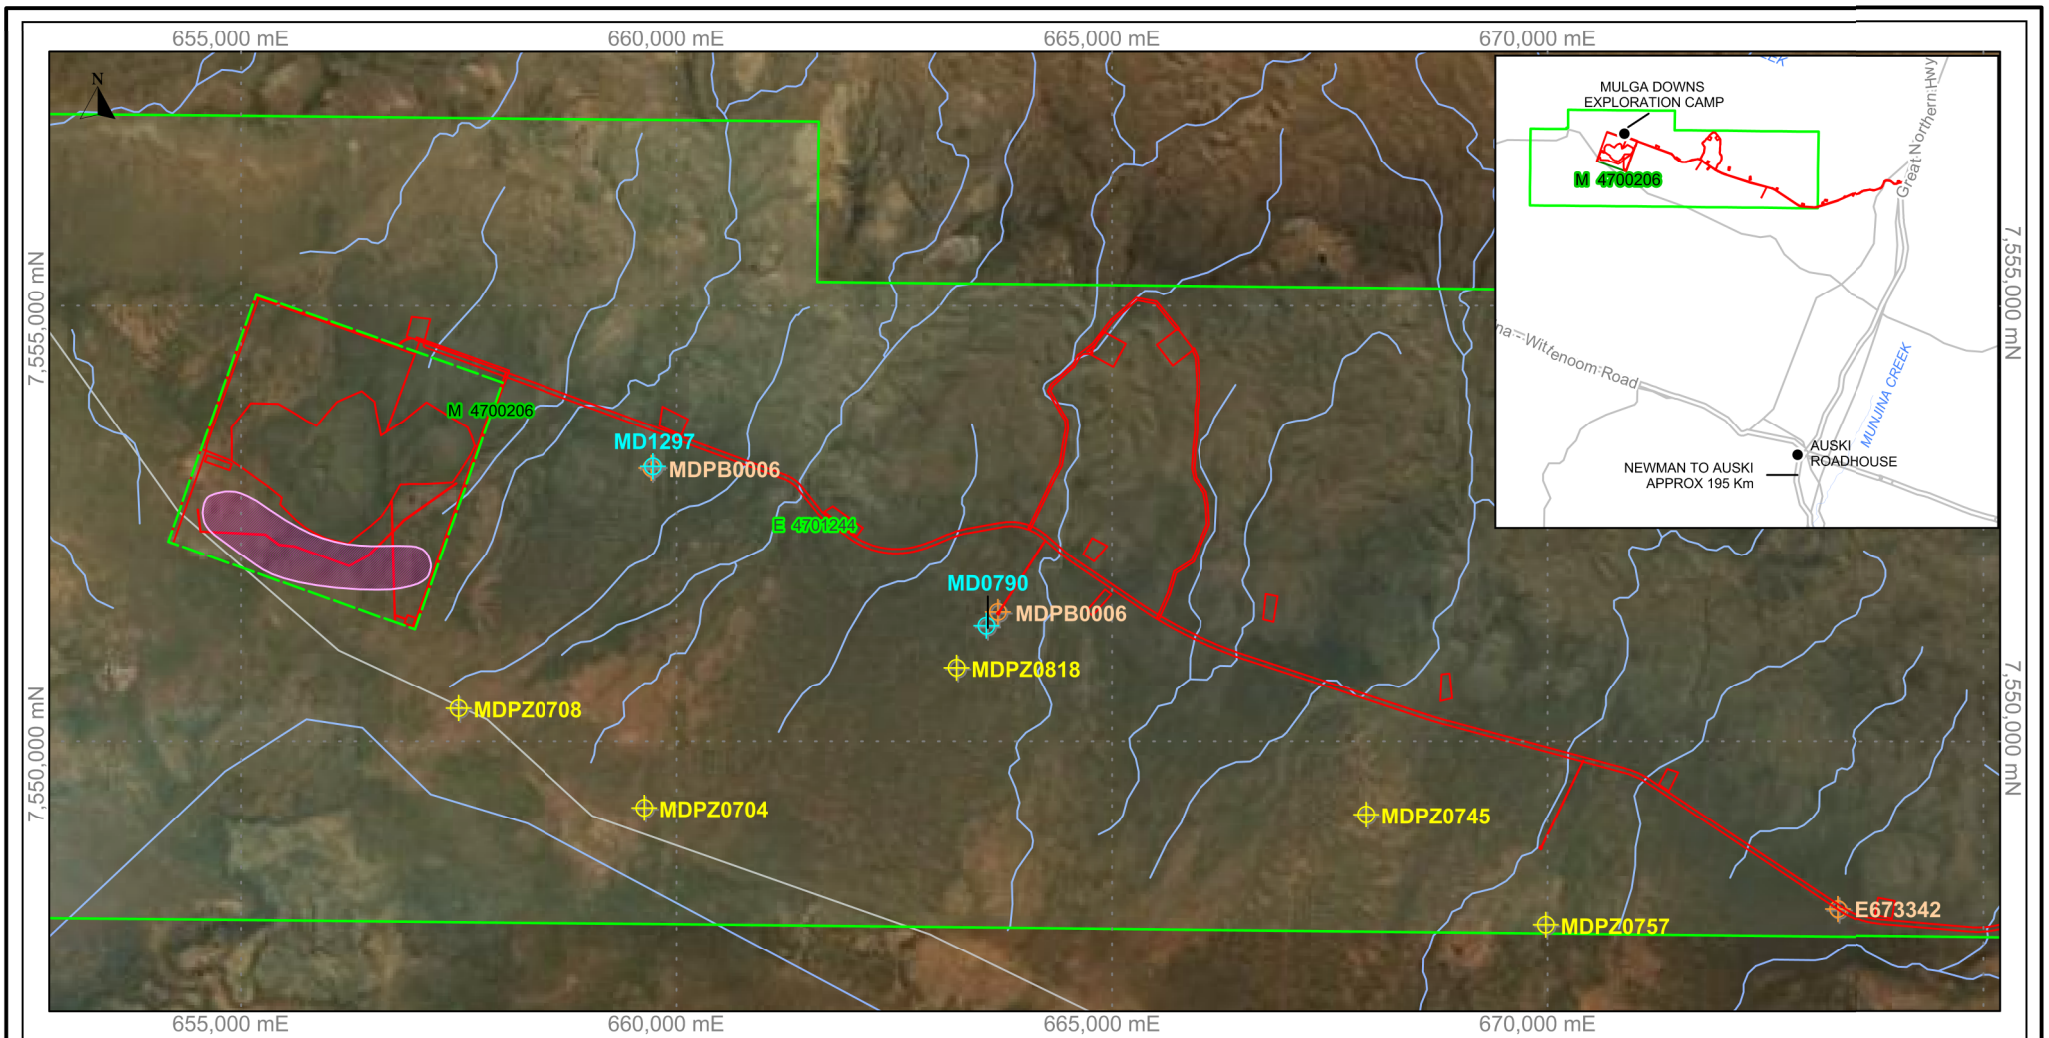 655,000 mE
660,000 mE
665,000 mE
670,000 mE
N
EEK
MULGA DOWNS
EXPLORATION CAMP
Great Northern Hwy
M 4700206
7,555,000 mN
7,555,000 mN
na - Wittenoom Road
MUNJINA CREEK
M 4700206
MD1297
MDPB0006
AUSKI
ROADHOUSE
NEWMAN TO AUSKI
APPROX 195 Km
E 4701244
MD0790
MDPB0006
MDPZ0818
MDPZ0708
7,550,000 mN
7,550,000 mN
MDPZ0704
MDPZ0745
E673342
MDPZ0757
655,000 mE
660,000 mE
665,000 mE
670,000 mE